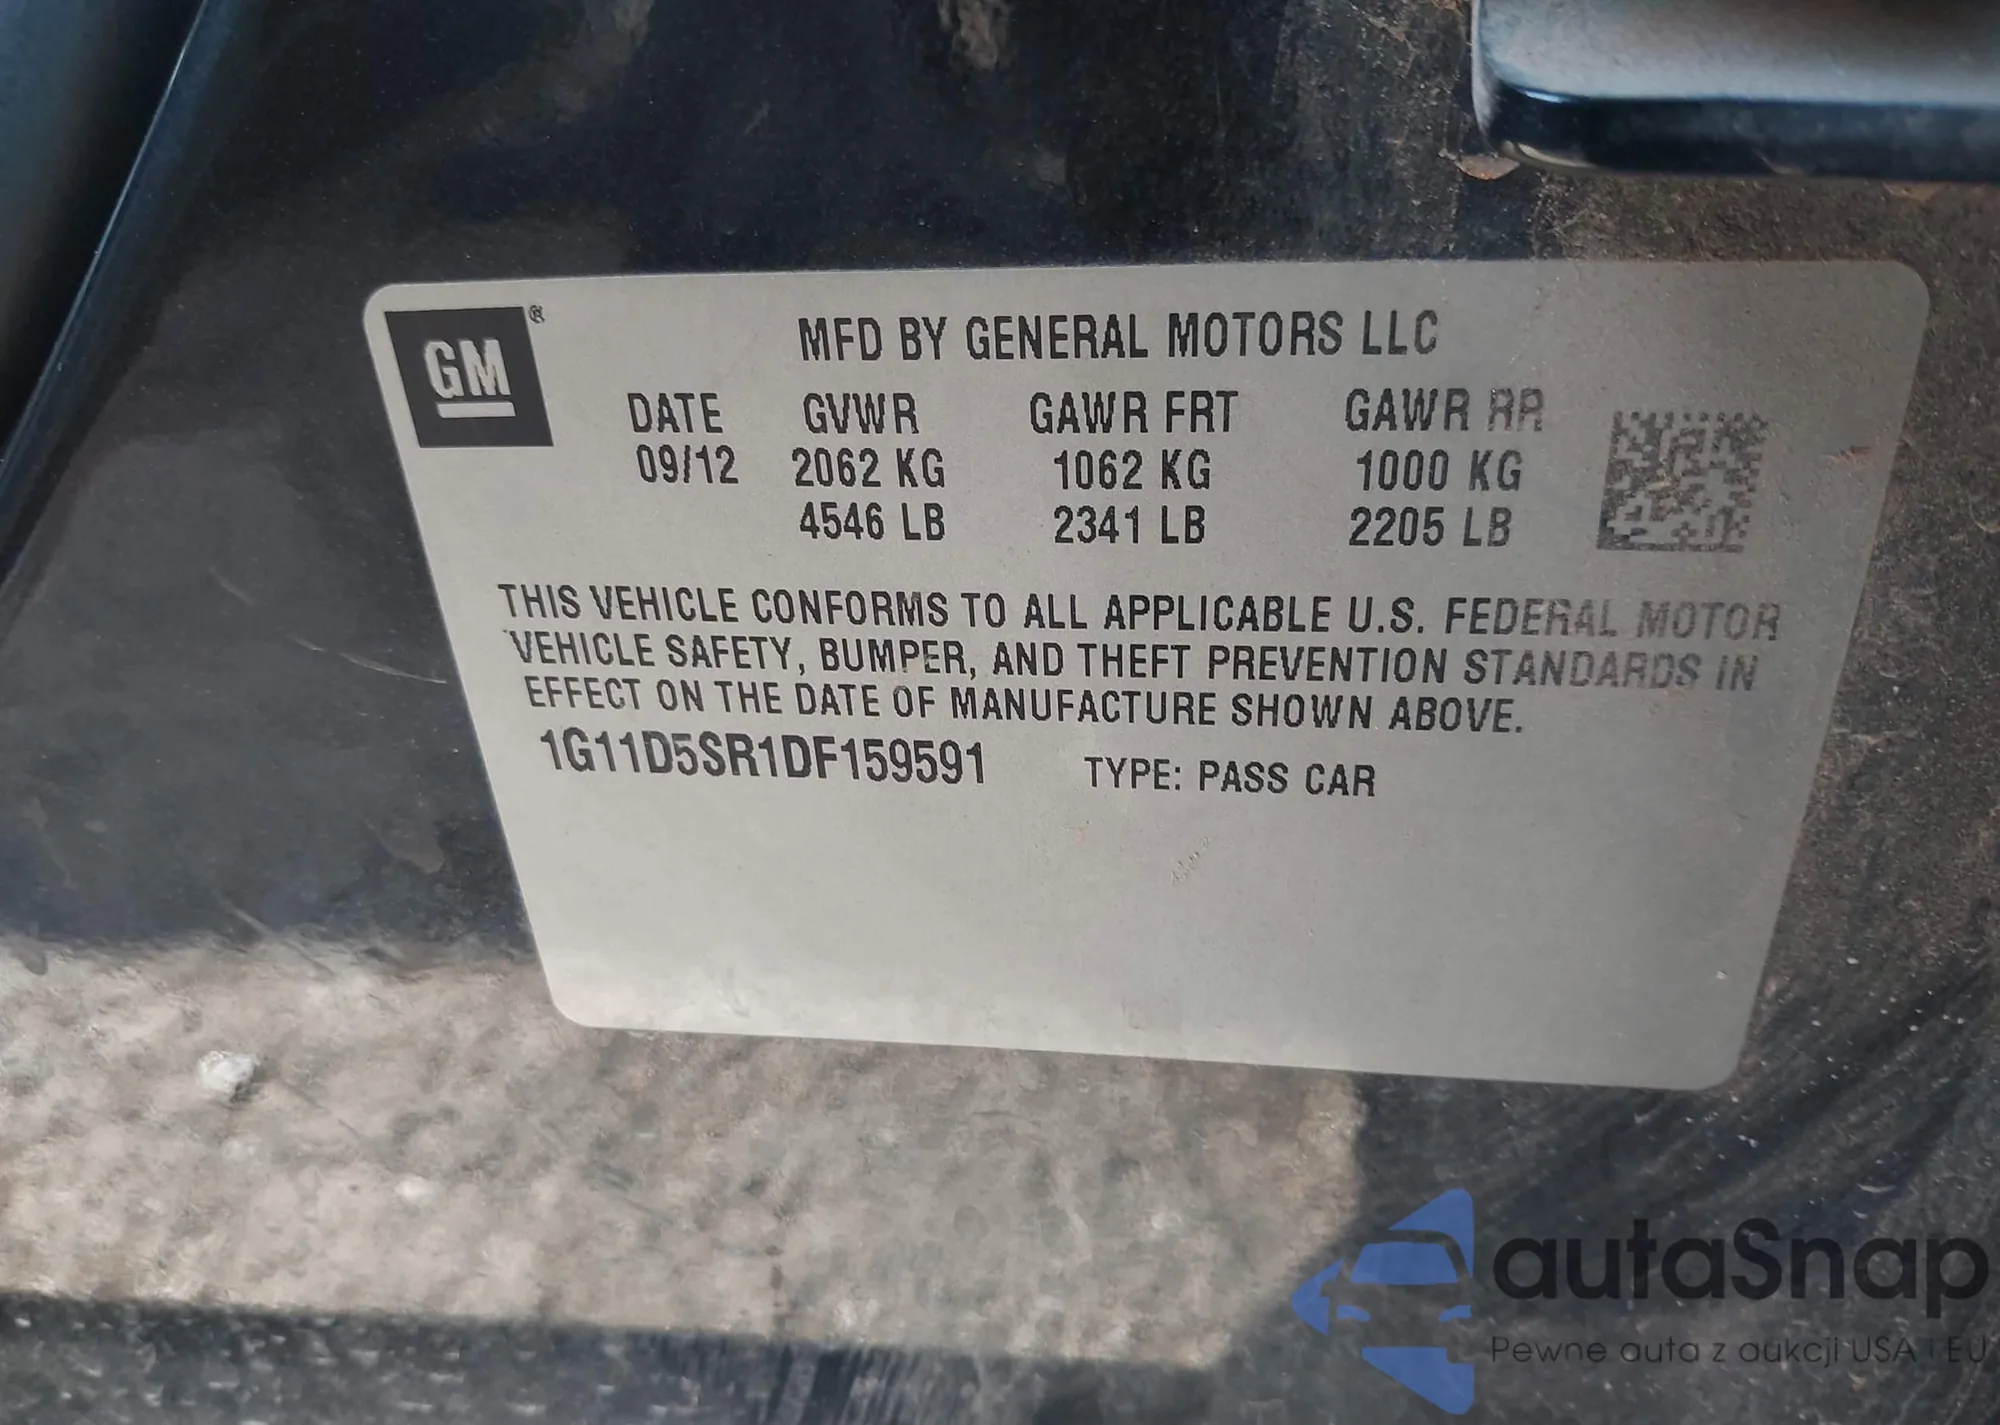 GM®
MFD BY GENERAL MOTORS LLC
DATE GVWR GAWR FRT GAWR RR
09/12 2062 KG 1062 KG 1000 KG
4546 LB 2341 LB 2205 LB
THIS VEHICLE CONFORMS TO ALL APPLICABLE U.S. FEDERAL MOTOR
VEHICLE SAFETY, BUMPER, AND THEFT PREVENTION STANDARDS IN
EFFECT ON THE DATE OF MANUFACTURE SHOWN ABOVE.
1G11D5SR1DF159591 TYPE: PASS CAR
autaSnap
Pewne auta z aukcji USA i EU